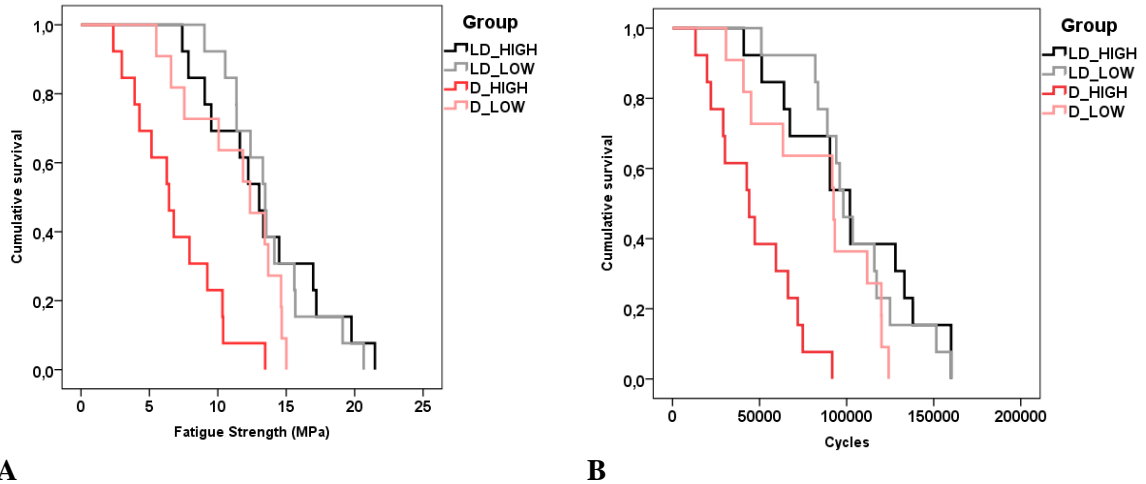 Group
LD_HIGH
LD_LOW
D_HIGH
D_LOW
1,0
0,8
0,6
0,4
0,2
0,0
Cumulative survival
0 5 10 15 20 25
Fatigue Strength (MPa)
A
Group
LD_HIGH
LD_LOW
D_HIGH
D_LOW
1,0
0,8
0,6
0,4
0,2
0,0
Cumulative survival
0 50000 100000 150000 200000
Cycles
B